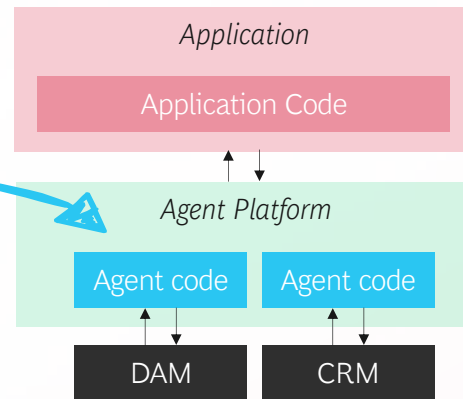 Application
Application Code
Agent Platform
Agent code Agent code
DAM CRM